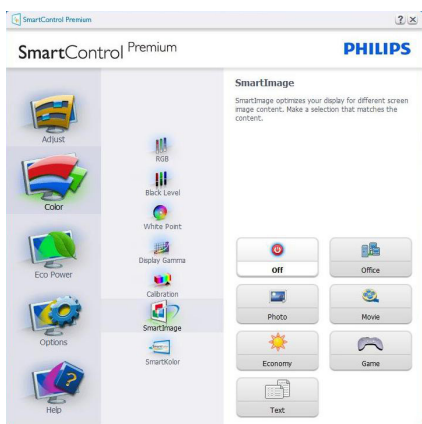 SmartControl Premium
SmartControl Premium
PHILIPS
Adjust
Color
Eco Power
Options
Help
RGB
Black Level
White Point
Display Gamma
Calibration
SmartImage
SmartKolor
SmartImage
SmartImage optimizes your display for different screen
image content. Make a selection that matches the
content.
Off
Office
Photo
Movie
Economy
Game
Text